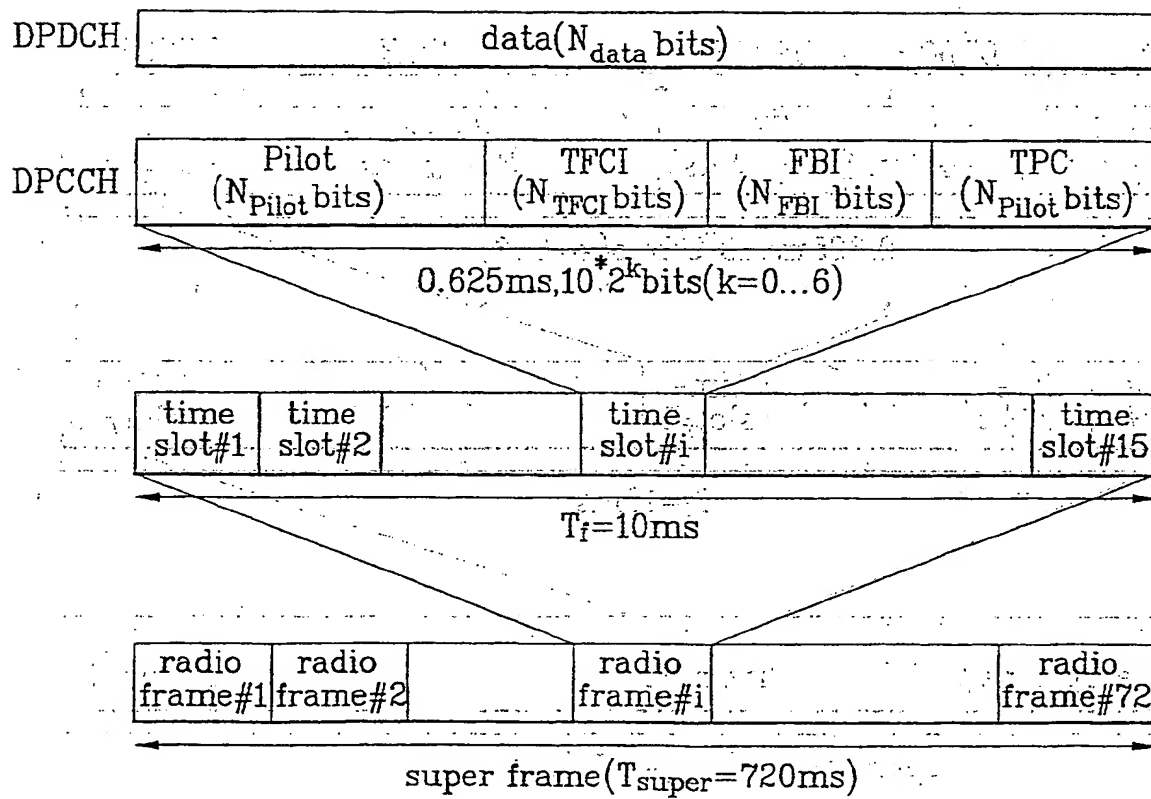 DPDCH data(N_data bits)
DPCCH
Pilot
(N_Pilot bits)
TFCI
(N_TFCI bits)
FBI
(N_FBI bits)
TPC
(N_Pilot bits)
0.625ms,10*2^k bits(k=0...6)
time
slot#1
time
slot#2
time
slot#i
time
slot#15
T_f=10ms
radio
frame#1
radio
frame#2
radio
frame#i
radio
frame#72
super frame(T_super=720ms)